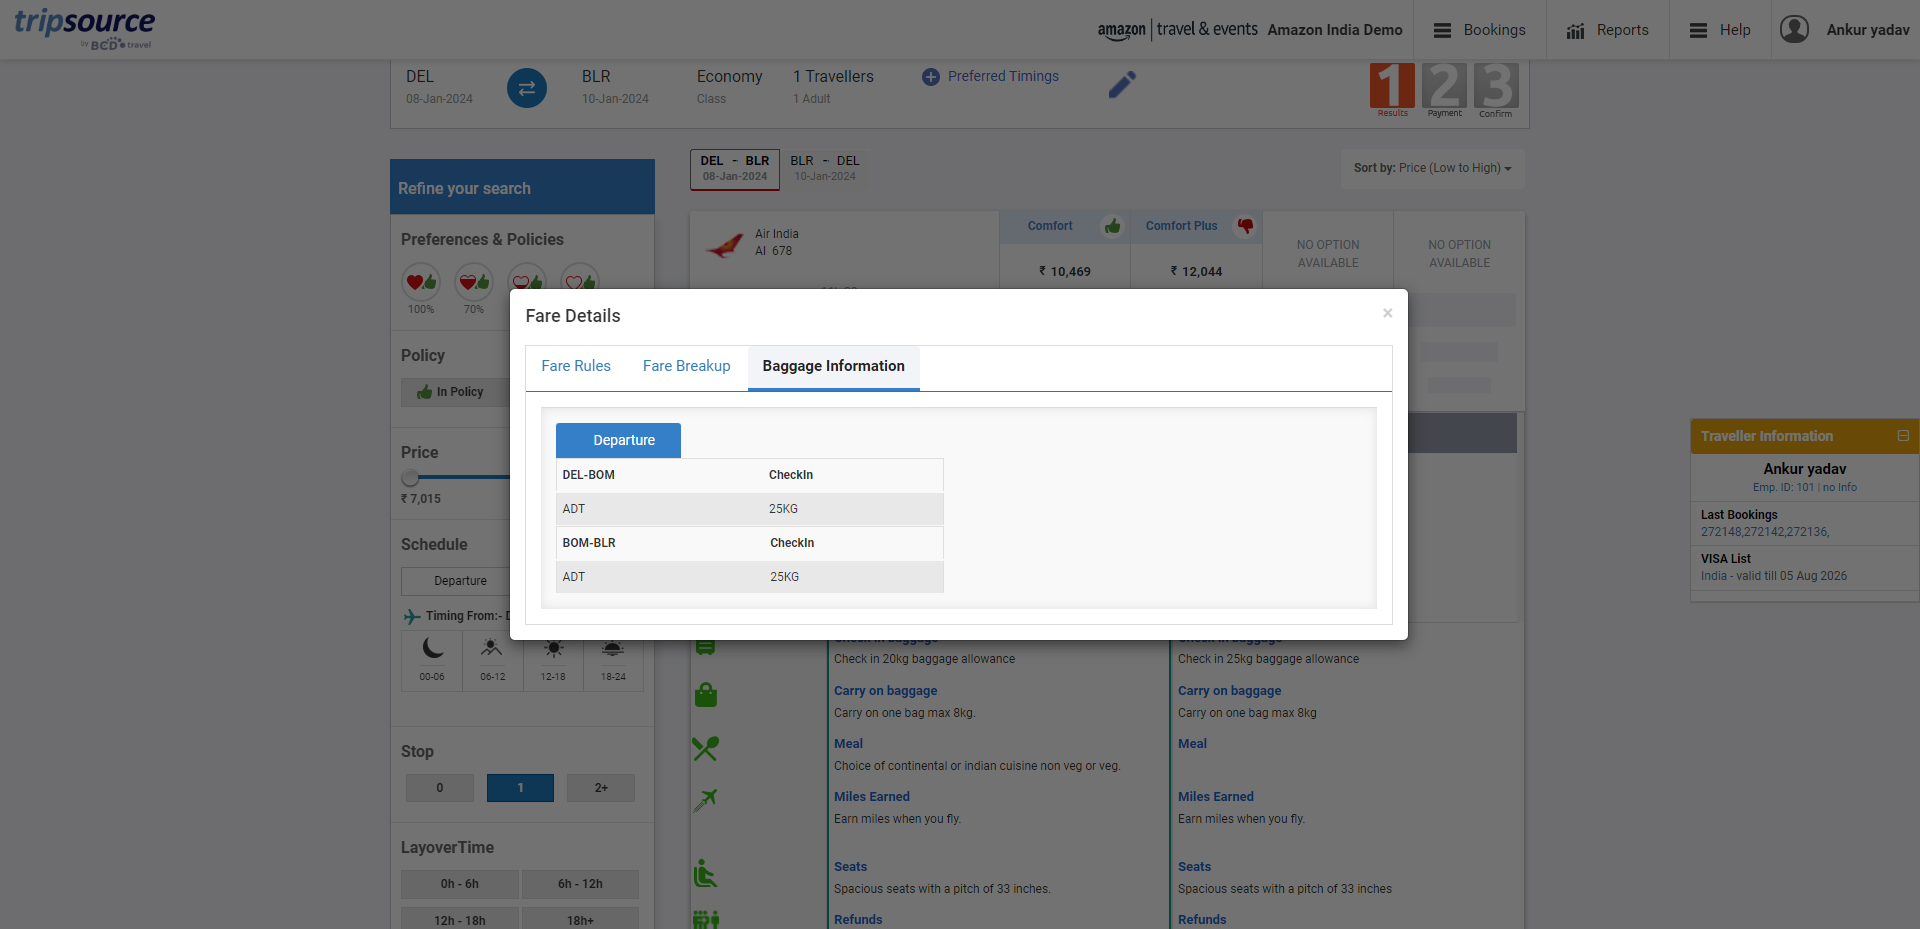 tripsource
by BCD travel
amazon | travel & events Amazon India Demo
Bookings
Reports
Help
Ankur yadav
DEL
08-Jan-2024
BLR
10-Jan-2024
Economy
Class
1 Travellers
1 Adult
Preferred Timings
1 Results
2 Payment
3 Confirm
DEL - BLR
08-Jan-2024
BLR - DEL
10-Jan-2024
Sort by: Price (Low to High)
Refine your search
Preferences & Policies
100%
70%
Policy
In Policy
Price
₹ 7,015
Schedule
Departure
Timing From:-
00-06
06-12
12-18
18-24
Stop
0
1
2+
LayoverTime
0h - 6h
6h - 12h
12h - 18h
18h+
Air India
AI 678
Comfort
Comfort Plus
₹ 10,469
₹ 12,044
NO OPTION
AVAILABLE
NO OPTION
AVAILABLE
Fare Details
×
Fare Rules
Fare Breakup
Baggage Information
Departure
DEL-BOM CheckIn
ADT 25KG
BOM-BLR CheckIn
ADT 25KG
Check in 20kg baggage allowance
Carry on baggage
Carry on one bag max 8kg.
Meal
Choice of continental or indian cuisine non veg or veg.
Miles Earned
Earn miles when you fly.
Seats
Spacious seats with a pitch of 33 inches.
Refunds
Check in 25kg baggage allowance
Carry on baggage
Carry on one bag max 8kg
Meal
Miles Earned
Earn miles when you fly.
Seats
Spacious seats with a pitch of 33 inches
Refunds
Traveller Information
Ankur yadav
Emp. ID: 101 | no Info
Last Bookings
272148,272142,272136,
VISA List
India - valid till 05 Aug 2026